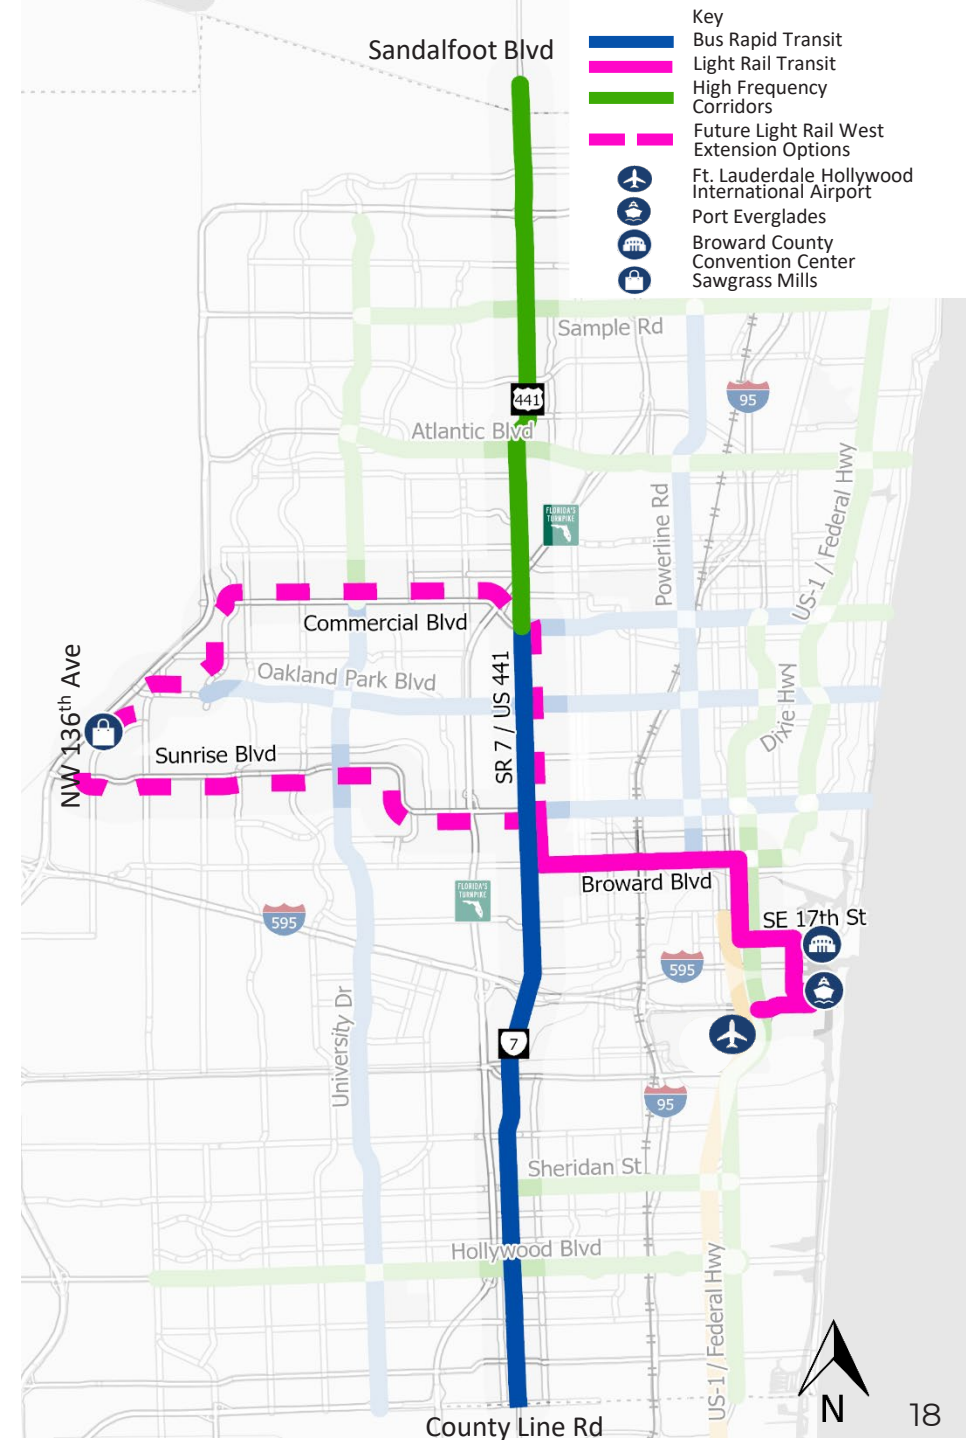 Key
Bus Rapid Transit
Light Rail Transit
High Frequency
Corridors
Future Light Rail West
Extension Options
Ft. Lauderdale Hollywood
International Airport
Port Everglades
Broward County
Convention Center
Sawgrass Mills
Sandalfoot Blvd
Sample Rd
441
95
Atlantic Blvd
FLORIDA'S
TURNPIKE
Powerline Rd
US-1 / Federal Hwy
Commercial Blvd
NW 136th Ave
Oakland Park Blvd
SR 7 / US 441
Dixie Hwy
Sunrise Blvd
Broward Blvd
FLORIDA'S
TURNPIKE
595
SE 17th St
595
University Dr
7
95
Sheridan St
Hollywood Blvd
US-1 / Federal Hwy
County Line Rd
N
18